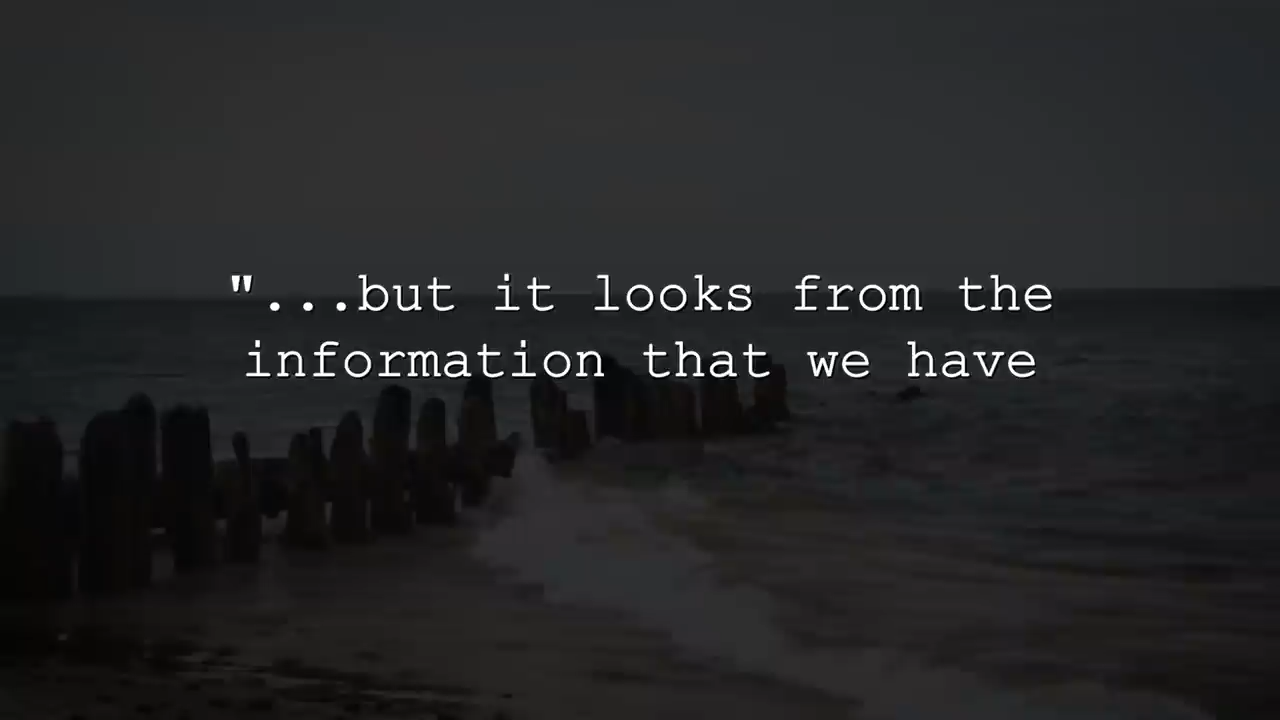 "...but it looks from the
information that we have